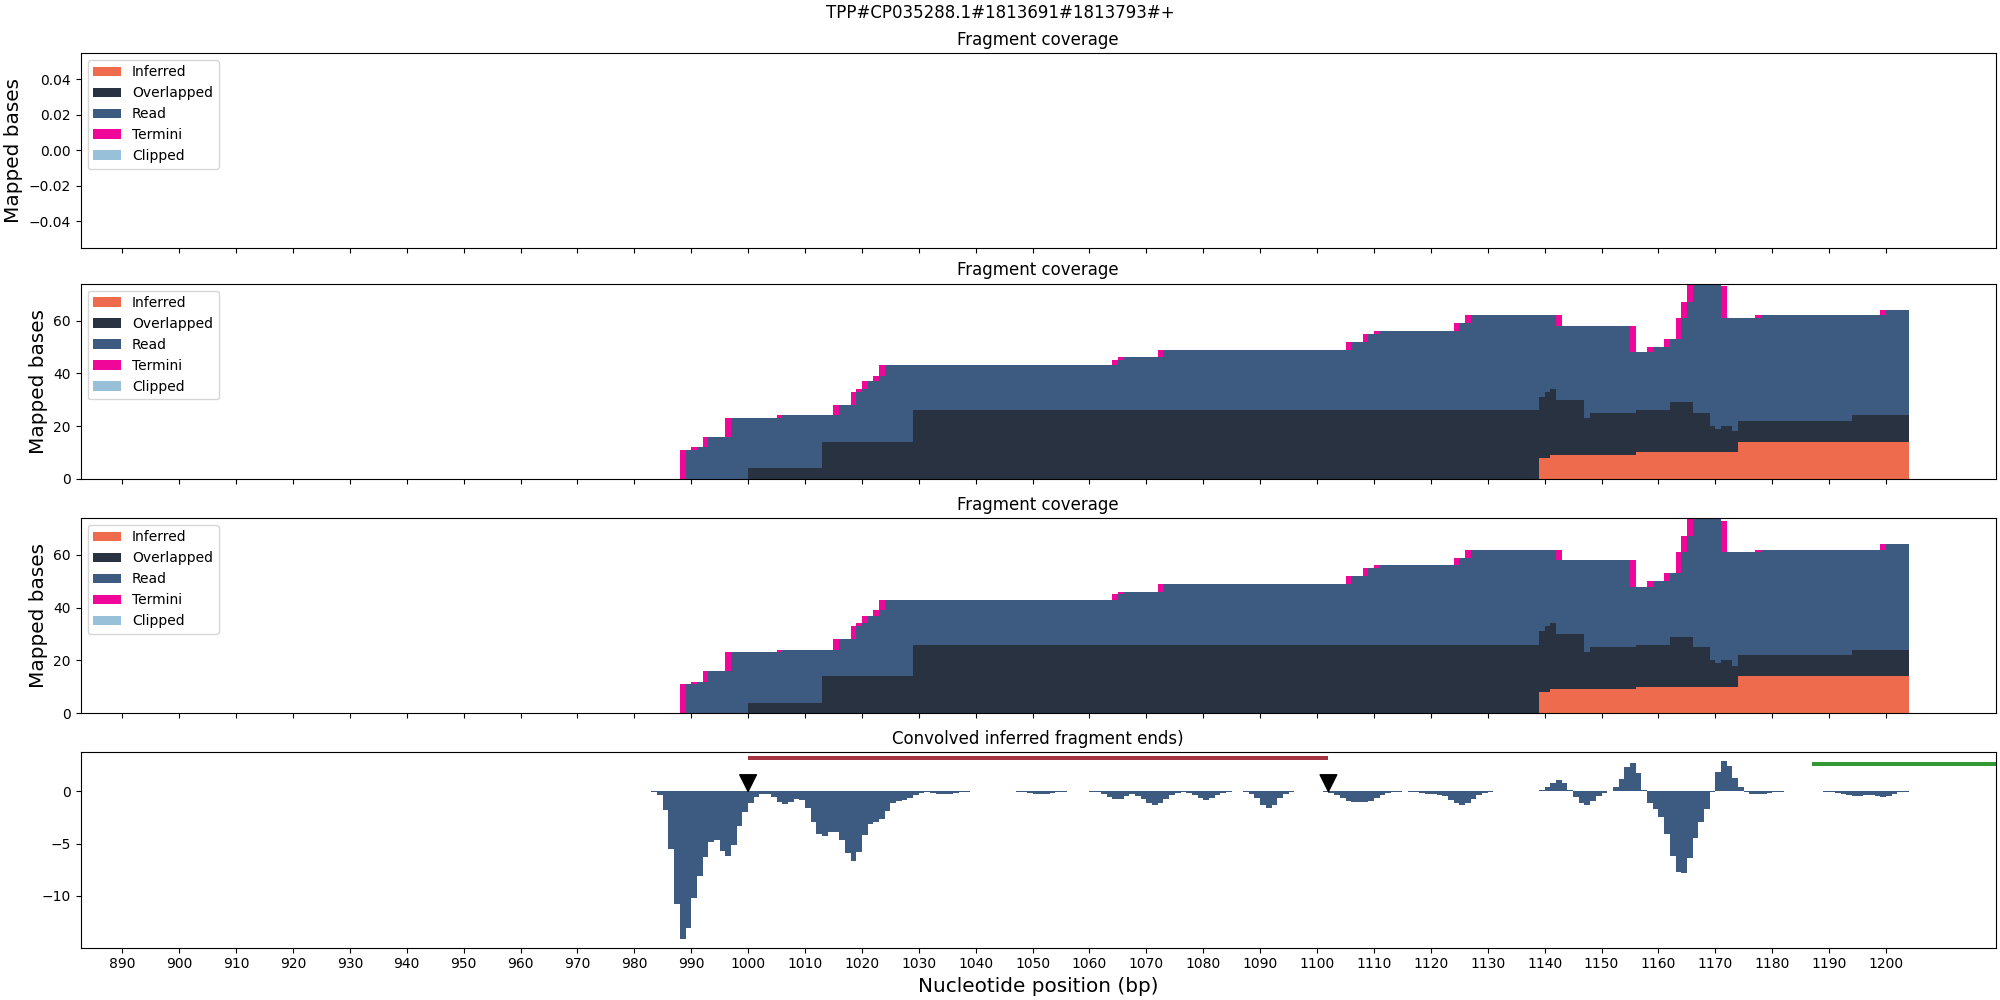 TPP#CP035288.1#1813691#1813793#+
Fragment coverage
Mapped bases
0.04
0.02
0.00
−0.02
−0.04
Inferred
Overlapped
Read
Termini
Clipped
Fragment coverage
Mapped bases
60
40
20
0
Inferred
Overlapped
Read
Termini
Clipped
Fragment coverage
Mapped bases
60
40
20
0
Inferred
Overlapped
Read
Termini
Clipped
Convolved inferred fragment ends)
0
−5
−10
890 900 910 920 930 940 950 960 970 980 990 1000 1010 1020 1030 1040 1050 1060 1070 1080 1090 1100 1110 1120 1130 1140 1150 1160 1170 1180 1190 1200
Nucleotide position (bp)